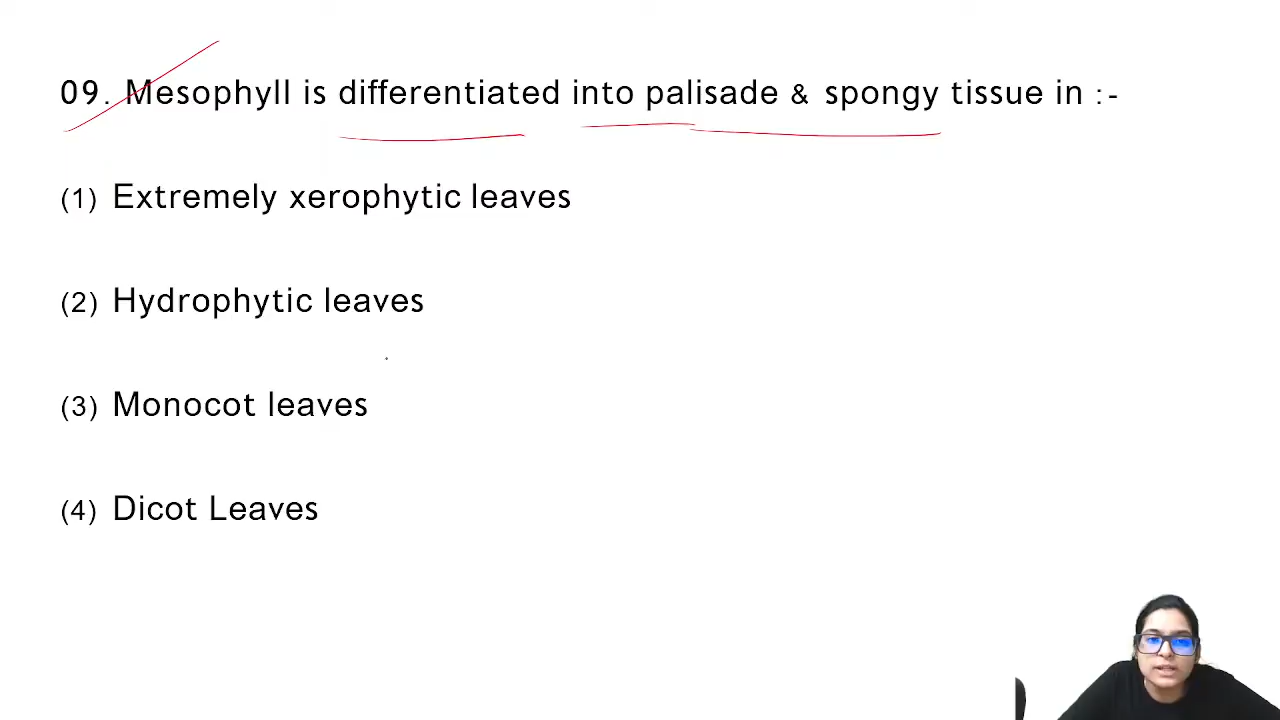 09. Mesophyll is differentiated into palisade & spongy tissue in :-
(1) Extremely xerophytic leaves
(2) Hydrophytic leaves
(3) Monocot leaves
(4) Dicot Leaves